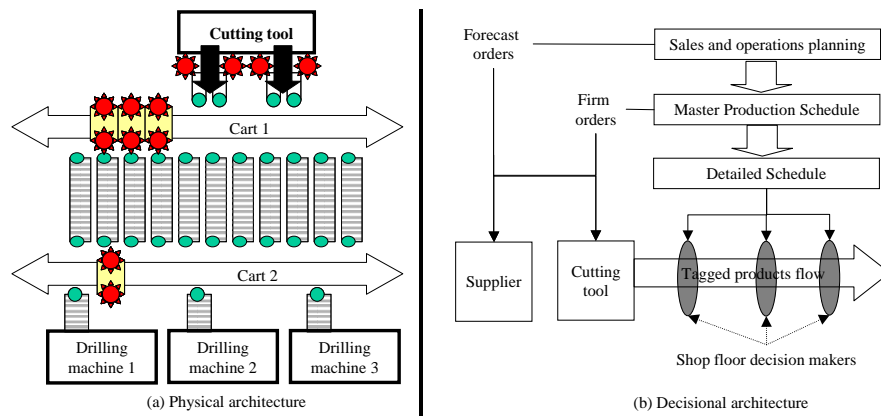 Cutting tool
Cart 1
Cart 2
Drilling
machine 1
Drilling
machine 2
Drilling
machine 3
(a) Physical architecture
Forecast
orders
Sales and operations planning
Firm
orders
Master Production Schedule
Detailed Schedule
Supplier
Cutting
tool
Tagged products flow
Shop floor decision makers
(b) Decisional architecture